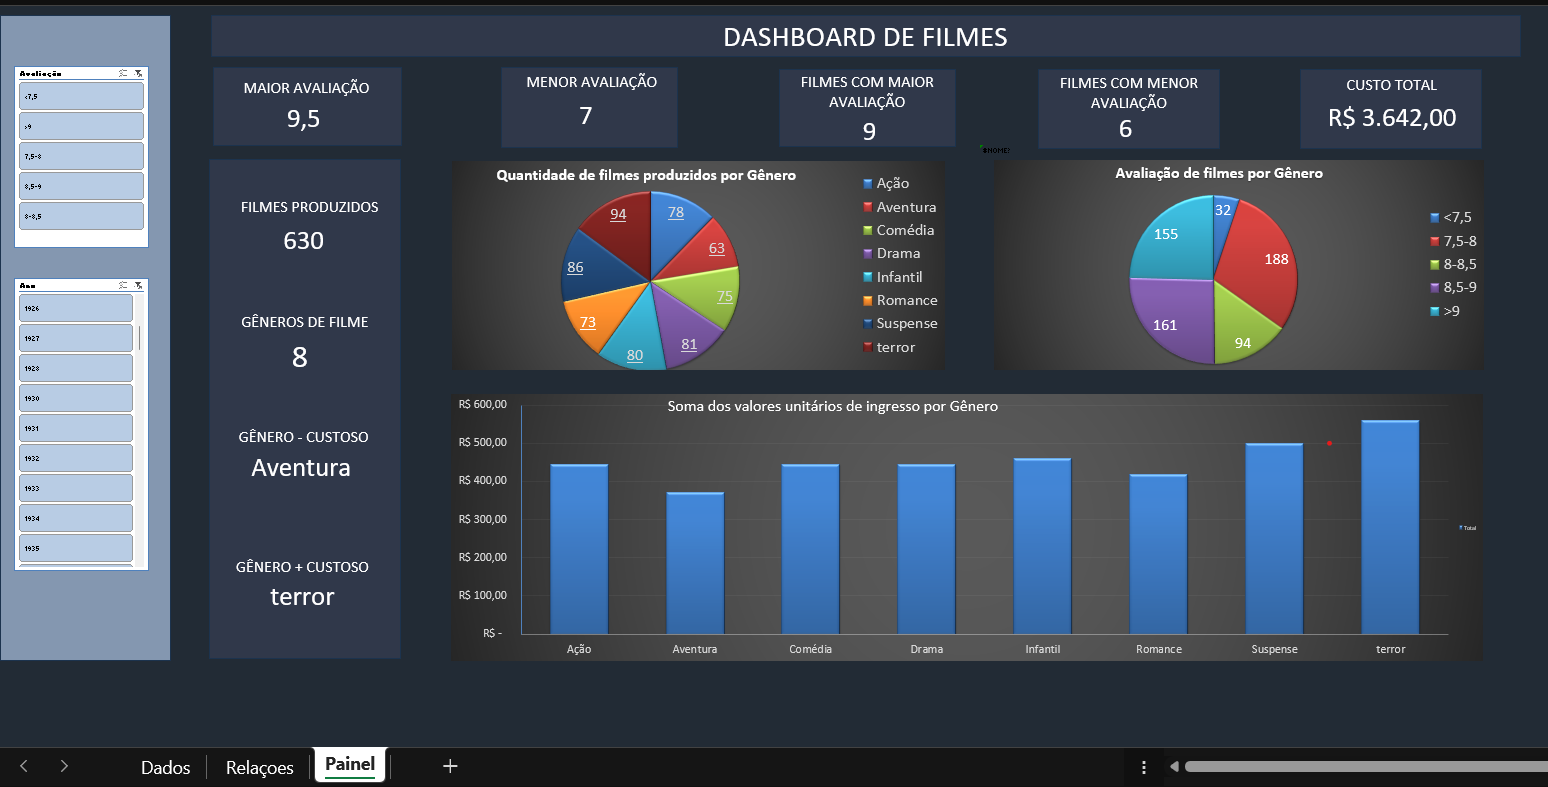 DASHBOARD DE FILMES
Avaliação
<7,5
>9
7,5-8
8,5-9
8-8,5
Ano
1926
1927
1928
1930
1931
1932
1933
1934
1935
MAIOR AVALIAÇÃO
9,5
MENOR AVALIAÇÃO
7
FILMES COM MAIOR
AVALIAÇÃO
9
FILMES COM MENOR
AVALIAÇÃO
6
CUSTO TOTAL
R$ 3.642,00
#NOME?
FILMES PRODUZIDOS
630
GÊNEROS DE FILME
8
GÊNERO - CUSTOSO
Aventura
GÊNERO + CUSTOSO
terror
Quantidade de filmes produzidos por Gênero
78
63
75
81
80
73
86
94
Ação
Aventura
Comédia
Drama
Infantil
Romance
Suspense
terror
Avaliação de filmes por Gênero
32
188
94
161
155
<7,5
7,5-8
8-8,5
8,5-9
>9
Soma dos valores unitários de ingresso por Gênero
R$ 600,00
R$ 500,00
R$ 400,00
R$ 300,00
R$ 200,00
R$ 100,00
R$ -
Ação
Aventura
Comédia
Drama
Infantil
Romance
Suspense
terror
Total
Dados
Relaçoes
Painel